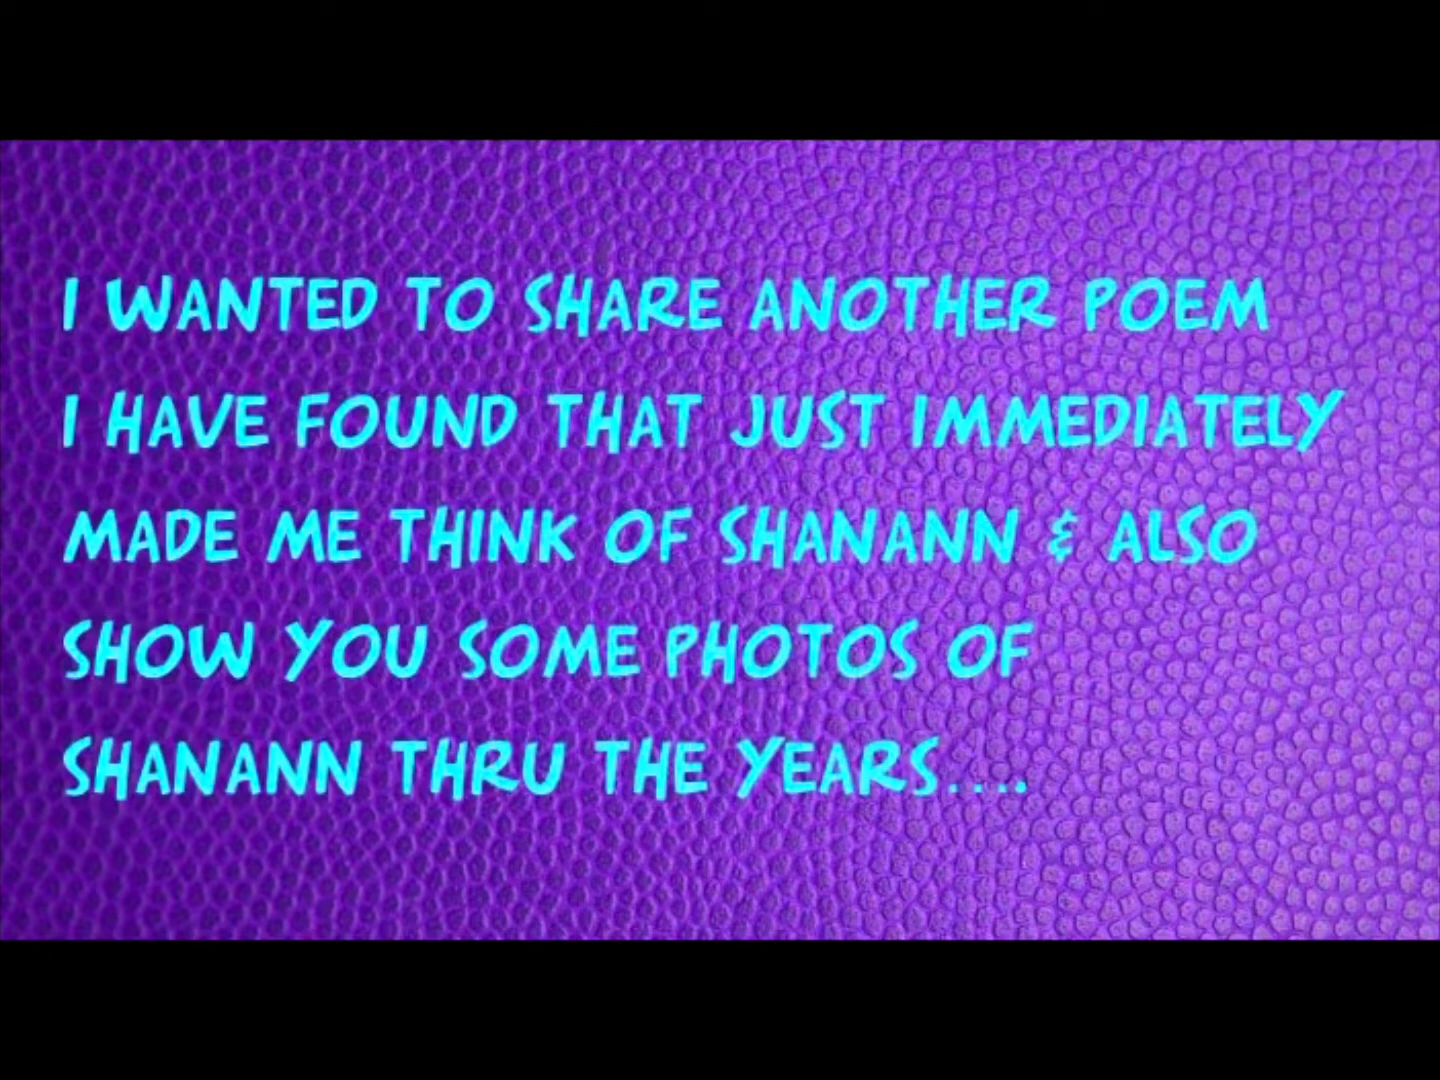 I WANTED TO SHARE ANOTHER POEM
I HAVE FOUND THAT JUST IMMEDIATELY
MADE ME THINK OF SHANANN & ALSO
SHOW YOU SOME PHOTOS OF
SHANANN THRU THE YEARS....